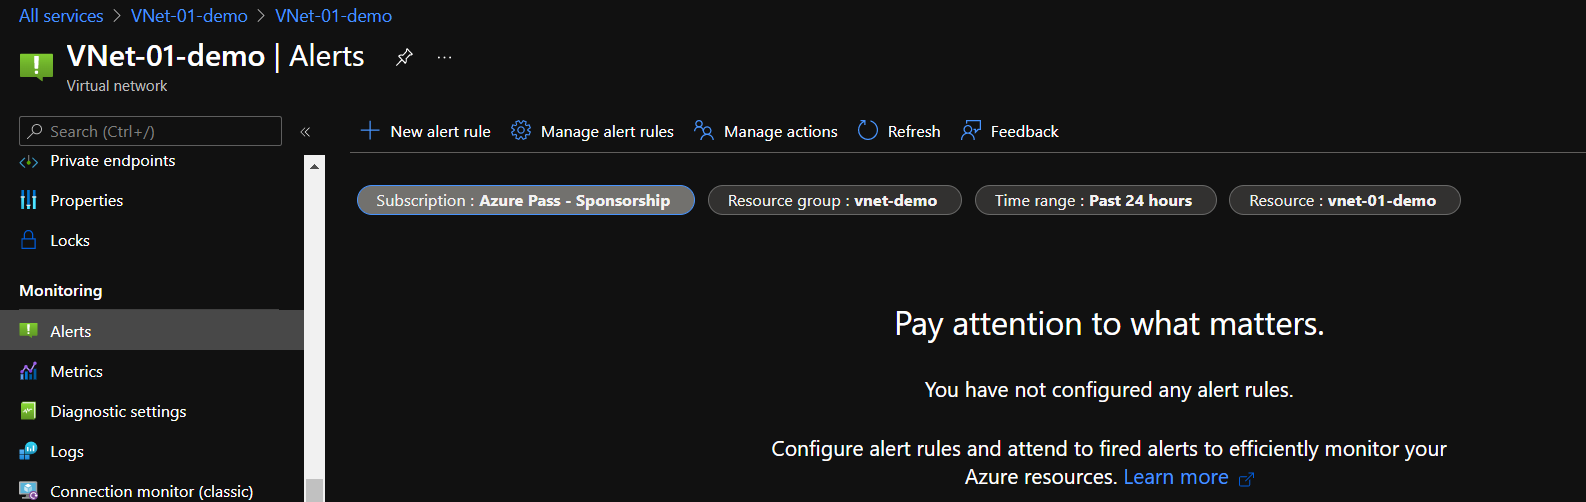 All services > VNet-01-demo > VNet-01-demo
VNet-01-demo | Alerts
Virtual network
Search (Ctrl+/)
Private endpoints
Properties
Locks
Monitoring
Alerts
Metrics
Diagnostic settings
Logs
Connection monitor (classic)
New alert rule Manage alert rules Manage actions Refresh Feedback
Subscription : Azure Pass - Sponsorship Resource group : vnet-demo Time range : Past 24 hours Resource : vnet-01-demo
Pay attention to what matters.
You have not configured any alert rules.
Configure alert rules and attend to fired alerts to efficiently monitor your
Azure resources. Learn more